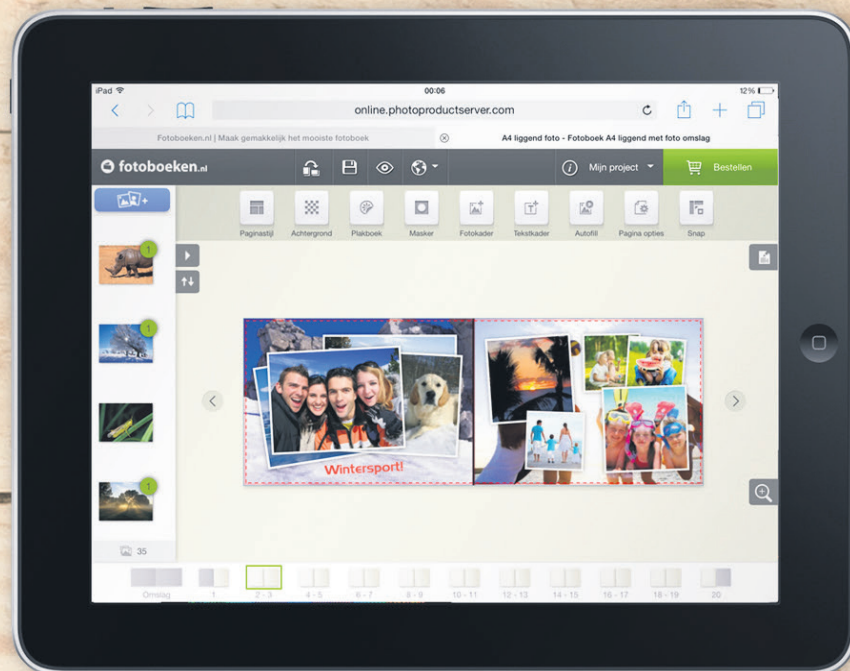 iPad
00:06
12%
online.photoproductserver.com
Fotoboeken.nl | Maak gemakkelijk het mooiste fotoboek
A4 liggend foto - Fotoboek A4 liggend met foto omslag
fotoboeken.nl
Mijn project
Bestellen
Paginastijl
Achtergrond
Plakboek
Masker
Fotokader
Tekstkader
Autofill
Pagina opties
Snap
1
1
1
Wintersport!
35
Omslag
1
2 - 3
4 - 5
6 - 7
8 - 9
10 - 11
12 - 13
14 - 15
16 - 17
18 - 19
20